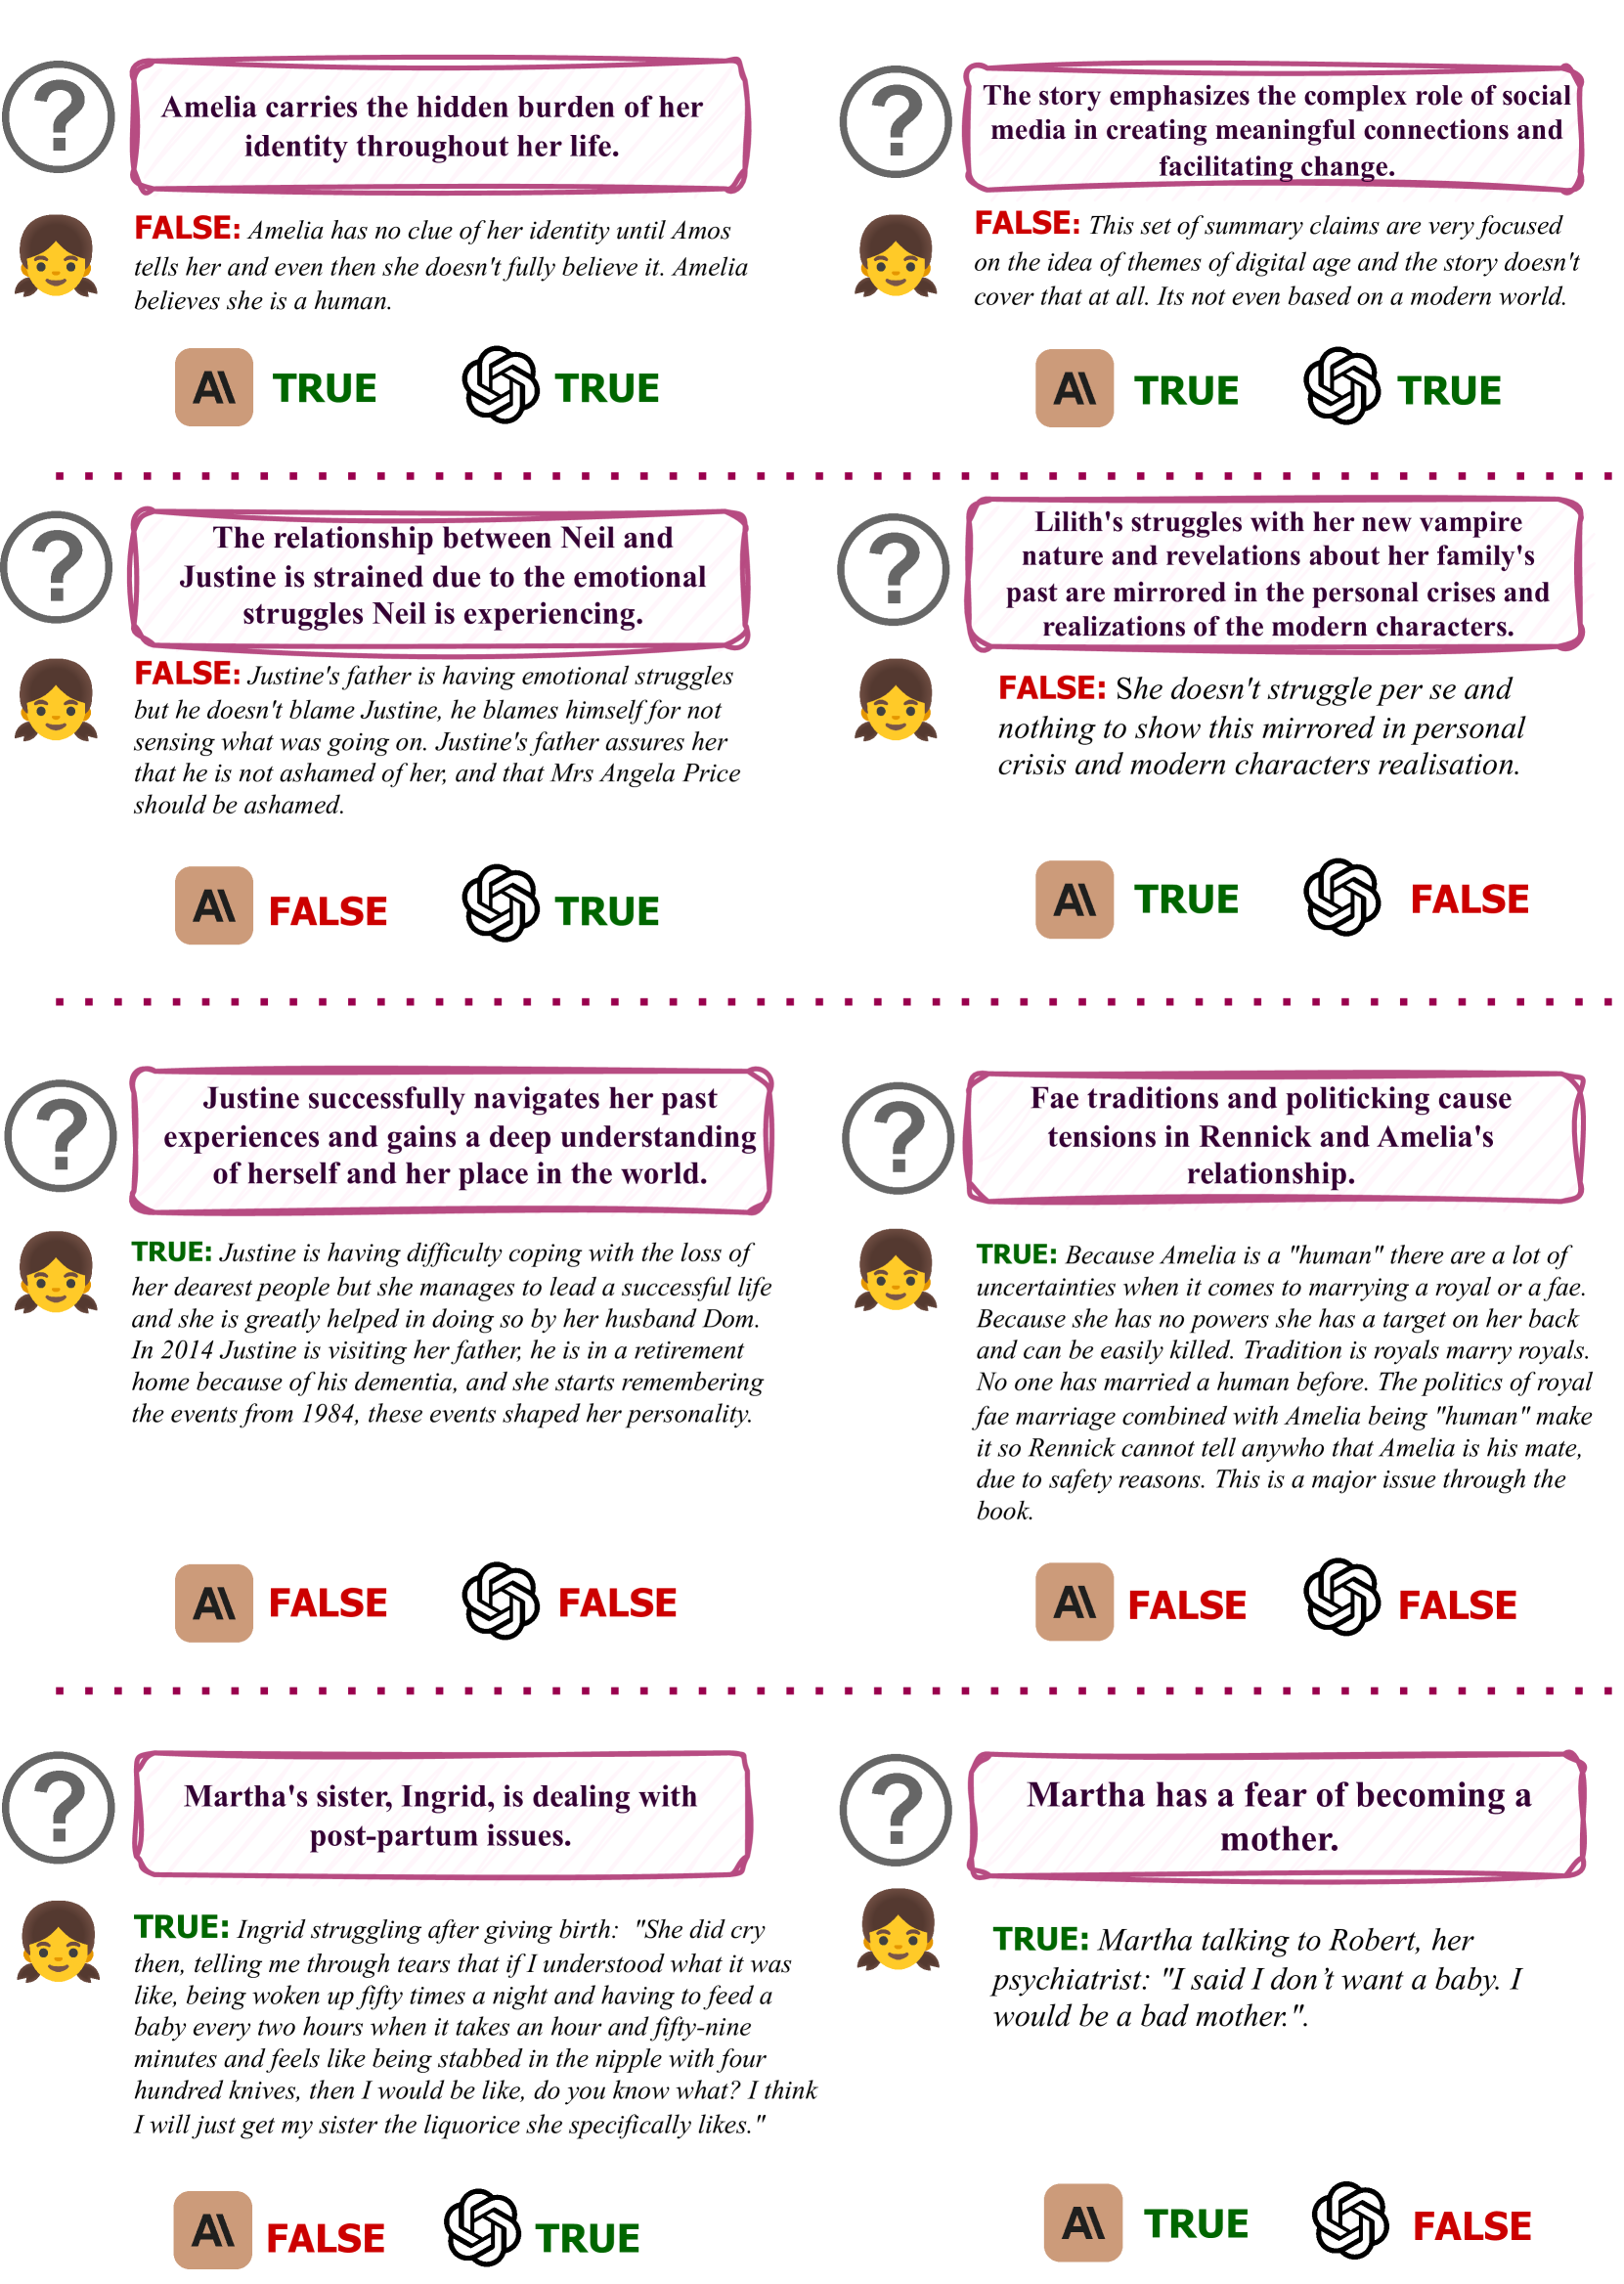 ?
Amelia carries the hidden burden of her
identity throughout her life.
FALSE: Amelia has no clue of her identity until Amos
tells her and even then she doesn't fully believe it. Amelia
believes she is a human.
A\ TRUE
TRUE
?
The story emphasizes the complex role of social
media in creating meaningful connections and
facilitating change.
FALSE: This set of summary claims are very focused
on the idea of themes of digital age and the story doesn't
cover that at all. Its not even based on a modern world.
A\ TRUE
TRUE
?
The relationship between Neil and
Justine is strained due to the emotional
struggles Neil is experiencing.
FALSE: Justine's father is having emotional struggles
but he doesn't blame Justine, he blames himself for not
sensing what was going on. Justine's father assures her
that he is not ashamed of her, and that Mrs Angela Price
should be ashamed.
A\ FALSE
TRUE
?
Lilith's struggles with her new vampire
nature and revelations about her family's
past are mirrored in the personal crises and
realizations of the modern characters.
FALSE: She doesn't struggle per se and
nothing to show this mirrored in personal
crisis and modern characters realisation.
A\ TRUE
FALSE
?
Justine successfully navigates her past
experiences and gains a deep understanding
of herself and her place in the world.
TRUE: Justine is having difficulty coping with the loss of
her dearest people but she manages to lead a successful life
and she is greatly helped in doing so by her husband Dom.
In 2014 Justine is visiting her father, he is in a retirement
home because of his dementia, and she starts remembering
the events from 1984, these events shaped her personality.
A\ FALSE
FALSE
?
Fae traditions and politicking cause
tensions in Rennick and Amelia's
relationship.
TRUE: Because Amelia is a "human" there are a lot of
uncertainties when it comes to marrying a royal or a fae.
Because she has no powers she has a target on her back
and can be easily killed. Tradition is royals marry royals.
No one has married a human before. The politics of royal
fae marriage combined with Amelia being "human" make
it so Rennick cannot tell anywho that Amelia is his mate,
due to safety reasons. This is a major issue through the
book.
A\ FALSE
FALSE
?
Martha's sister, Ingrid, is dealing with
post-partum issues.
TRUE: Ingrid struggling after giving birth: "She did cry
then, telling me through tears that if I understood what it was
like, being woken up fifty times a night and having to feed a
baby every two hours when it takes an hour and fifty-nine
minutes and feels like being stabbed in the nipple with four
hundred knives, then I would be like, do you know what? I think
I will just get my sister the liquorice she specifically likes."
A\ FALSE
TRUE
?
Martha has a fear of becoming a
mother.
TRUE: Martha talking to Robert, her
psychiatrist: "I said I don’t want a baby. I
would be a bad mother.".
A\ TRUE
FALSE